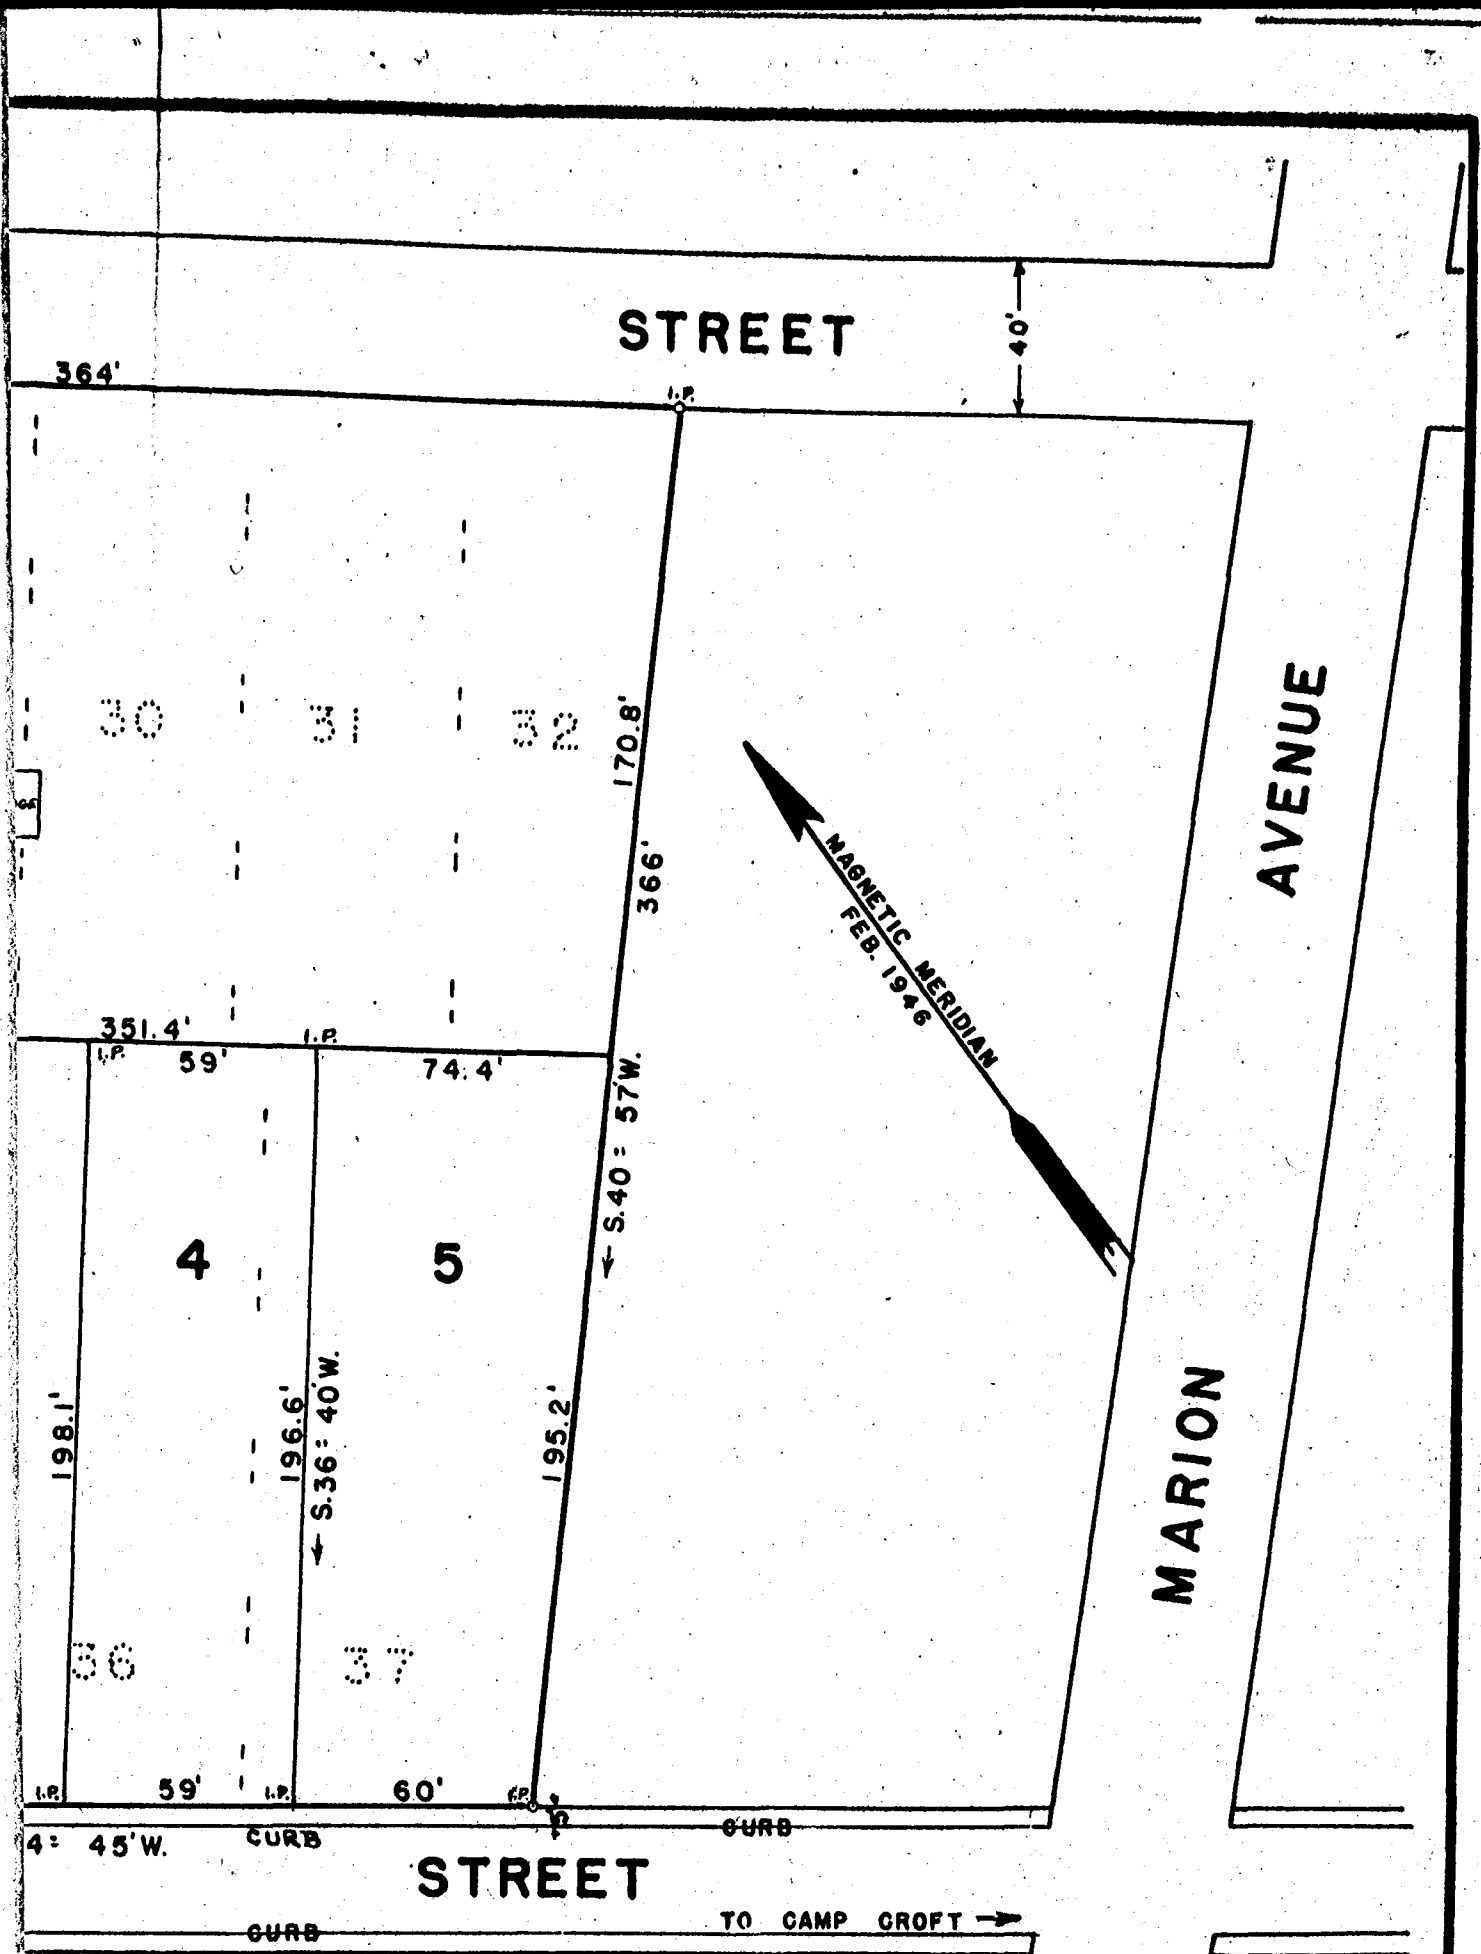 STREET
40'
364'
I.P.
30
31
32
170.8'
366'
AVENUE
MAGNETIC MERIDIAN
FEB. 1946
351.4'
I.P.
I.P.
59'
74.4'
S.40= 57'W.
4
5
198.1'
196.6'
S.36= 40'W.
195.2'
MARION
36
37
I.P.
59'
I.P.
60'
I.P.
4= 45'W.
CURB
CURB
STREET
TO CAMP CROFT
CURB